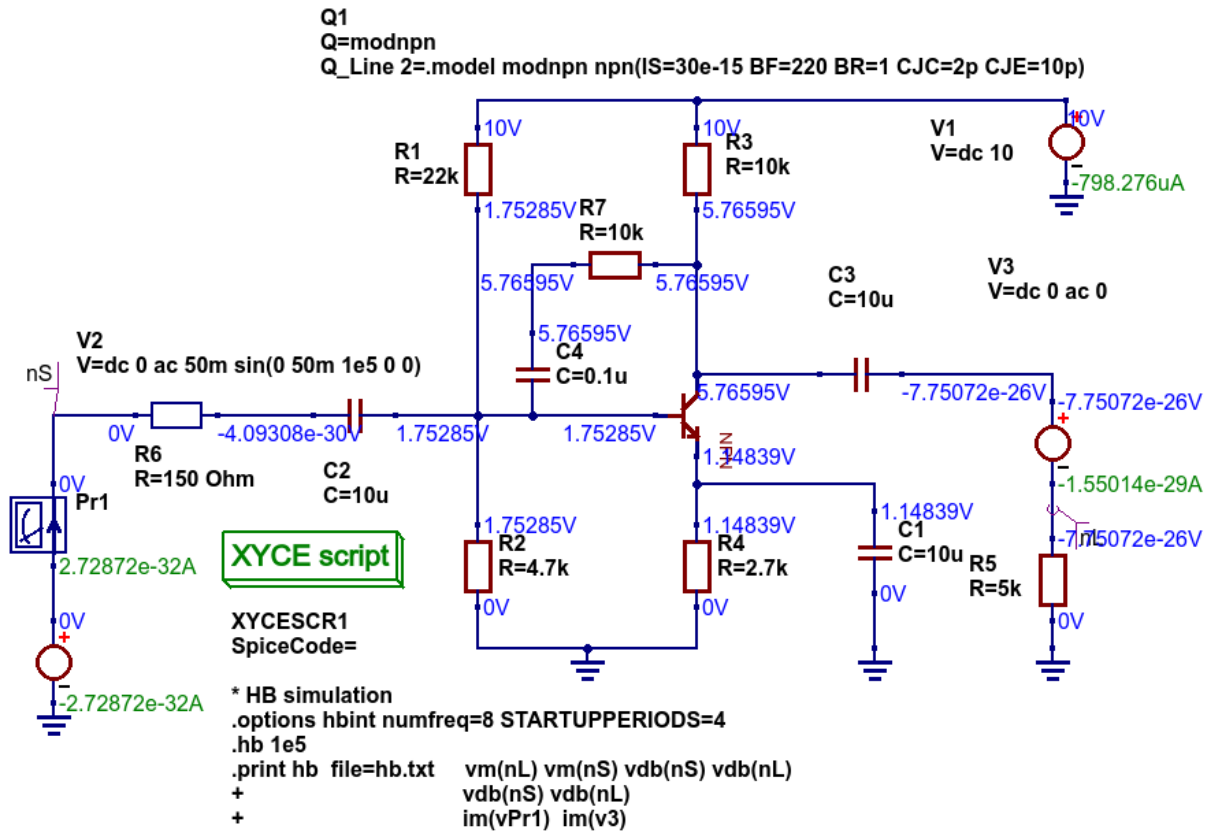 Q1
Q=modnpn
Q_Line 2=.model modnpn npn(IS=30e-15 BF=220 BR=1 CJC=2p CJE=10p)
10V
10V
10V
+
-
V1
V=dc 10
-798.276uA
R1
R=22k
R3
R=10k
1.75285V
5.76595V
R7
R=10k
5.76595V
5.76595V
5.76595V
C4
C=0.1u
C3
C=10u
V3
V=dc 0 ac 0
V2
V=dc 0 ac 50m sin(0 50m 1e5 0 0)
nS
0V
-4.09308e-30V
1.75285V
1.75285V
5.76595V
-7.75072e-26V
-7.75072e-26V
+
-
R6
R=150 Ohm
C2
C=10u
NPN
1.14839V
-1.55014e-29A
0V
Pr1
2.72872e-32A
1.75285V
R2
R=4.7k
1.14839V
R4
R=2.7k
1.14839V
C1
C=10u
-7.75072e-26V
nL
R5
R=5k
XYCE script
0V
0V
0V
0V
0V
+
-
-2.72872e-32A
XYCESCR1
SpiceCode=
* HB simulation
.options hbint numfreq=8 STARTUPPERIODS=4
.hb 1e5
.print hb file=hb.txt vm(nL) vm(nS) vdb(nS) vdb(nL)
+ vdb(nS) vdb(nL)
+ im(vPr1) im(v3)